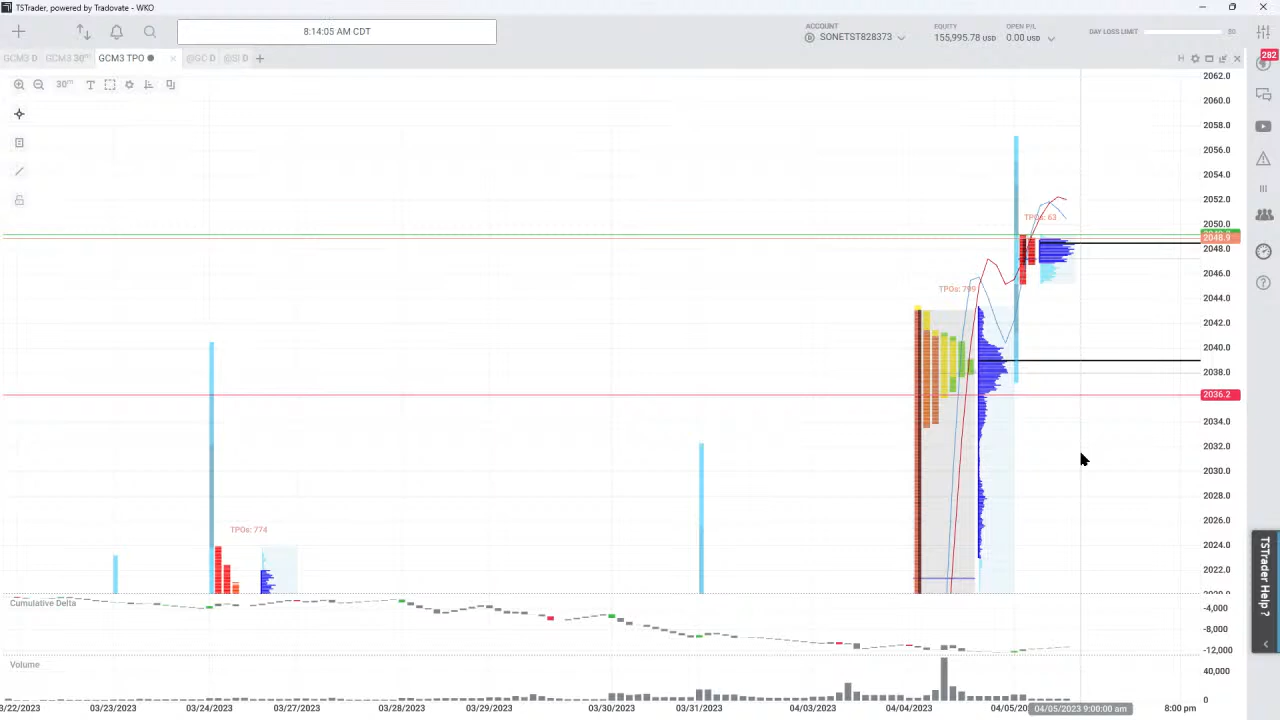 TSTrader, powered by Tradovate - WKO
8:14:05 AM CDT
ACCOUNT
SONETST828373
EQUITY
155,995.78 USD
OPEN P/L
0.00 USD
DAY LOSS LIMIT
GCM3 D
GCM3 30m
GCM3 TPO
@GC D
@SI D
H
282
30m
2062.0
2060.0
2058.0
2056.0
2054.0
2052.0
2050.0
2048.9
2048.0
2046.0
2044.0
2042.0
2040.0
2038.0
2036.2
2034.0
2032.0
2030.0
2028.0
2026.0
2024.0
2022.0
TPOs: 63
TPOs: 799
TPOs: 774
Cumulative Delta
-4,000
-8,000
-12,000
Volume
40,000
0
3/22/2023
03/23/2023
03/24/2023
03/27/2023
03/28/2023
03/29/2023
03/30/2023
03/31/2023
04/03/2023
04/04/2023
04/05/20
04/05/2023 9:00:00 am
8:00 pm
TSTrader Help ?